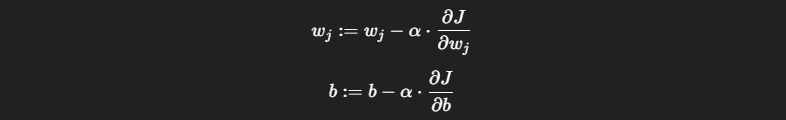 w_j := w_j − α · ∂J/∂w_j
b := b − α · ∂J/∂b